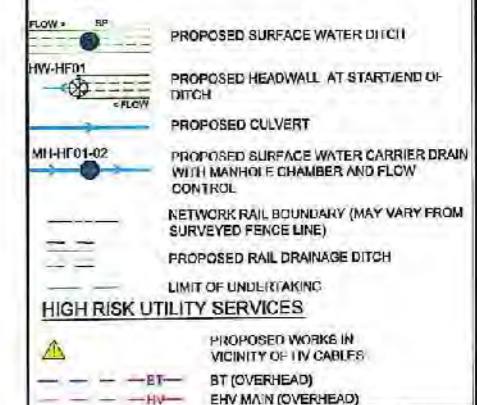 FLOW > BP
PROPOSED SURFACE WATER DITCH
HW-HF01
PROPOSED HEADWALL AT START/END OF
DITCH
< FLOW
PROPOSED CULVERT
MH-HF01-02
PROPOSED SURFACE WATER CARRIER DRAIN
WITH MANHOLE CHAMBER AND FLOW
CONTROL
NETWORK RAIL BOUNDARY (MAY VARY FROM
SURVEYED FENCE LINE)
PROPOSED RAIL DRAINAGE DITCH
LIMIT OF UNDERTAKING
HIGH RISK UTILITY SERVICES
PROPOSED WORKS IN
VICINITY OF HV CABLES
BT BT (OVERHEAD)
HV EHV MAIN (OVERHEAD)